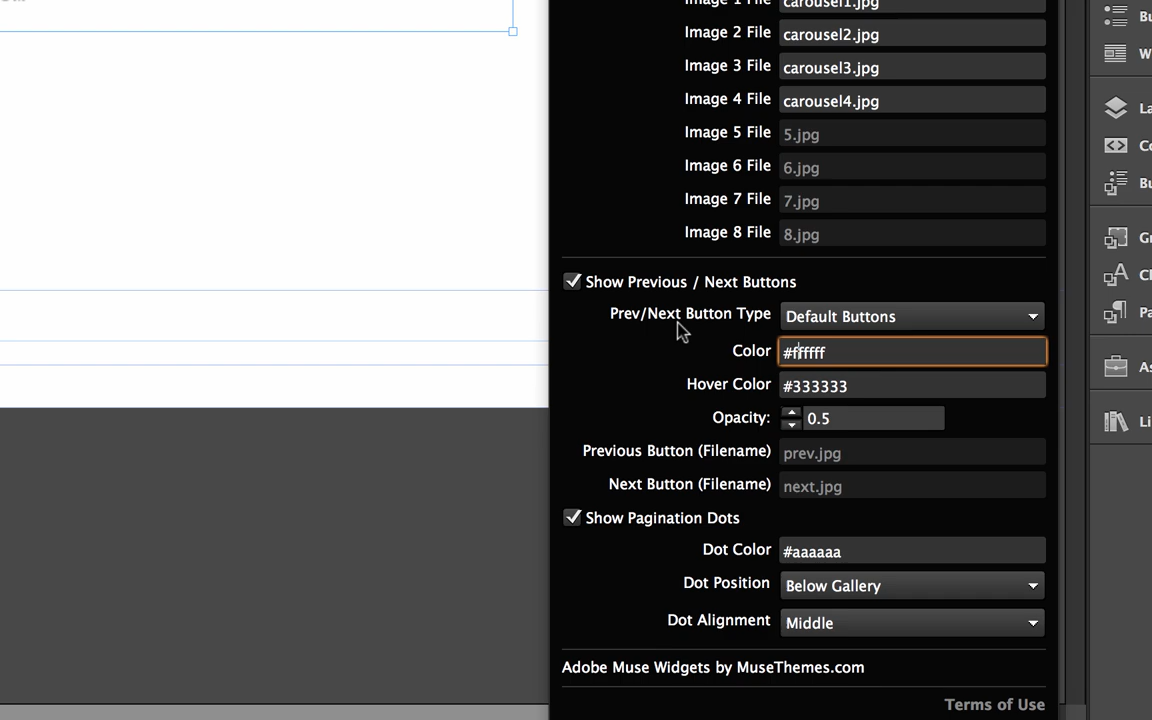 Image 1 File carousel1.jpg
Image 2 File carousel2.jpg
Image 3 File carousel3.jpg
Image 4 File carousel4.jpg
Image 5 File 5.jpg
Image 6 File 6.jpg
Image 7 File 7.jpg
Image 8 File 8.jpg
Show Previous / Next Buttons
Prev/Next Button Type Default Buttons
Color #ffffff
Hover Color #333333
Opacity: 0.5
Previous Button (Filename) prev.jpg
Next Button (Filename) next.jpg
Show Pagination Dots
Dot Color #aaaaaa
Dot Position Below Gallery
Dot Alignment Middle
Adobe Muse Widgets by MuseThemes.com
Terms of Use